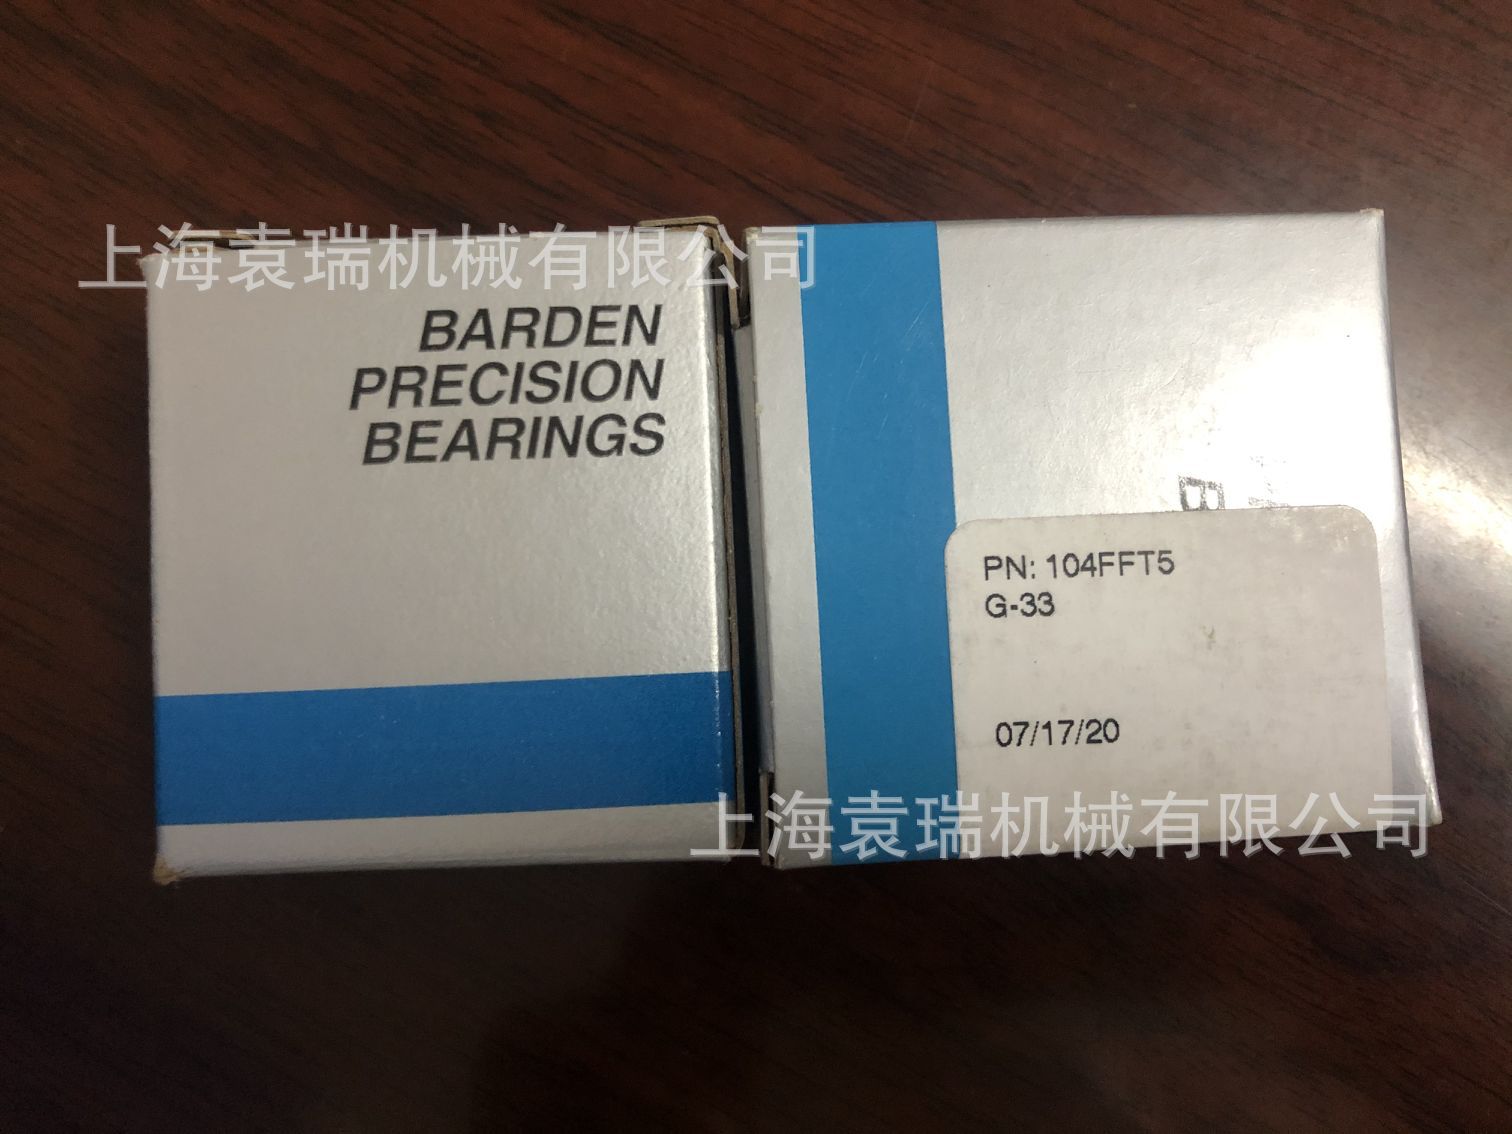 上海袁瑞机械有限公司
BARDEN
PRECISION
BEARINGS
B
PN: 104FFT5
G-33
07/17/20
上海袁瑞机械有限公司